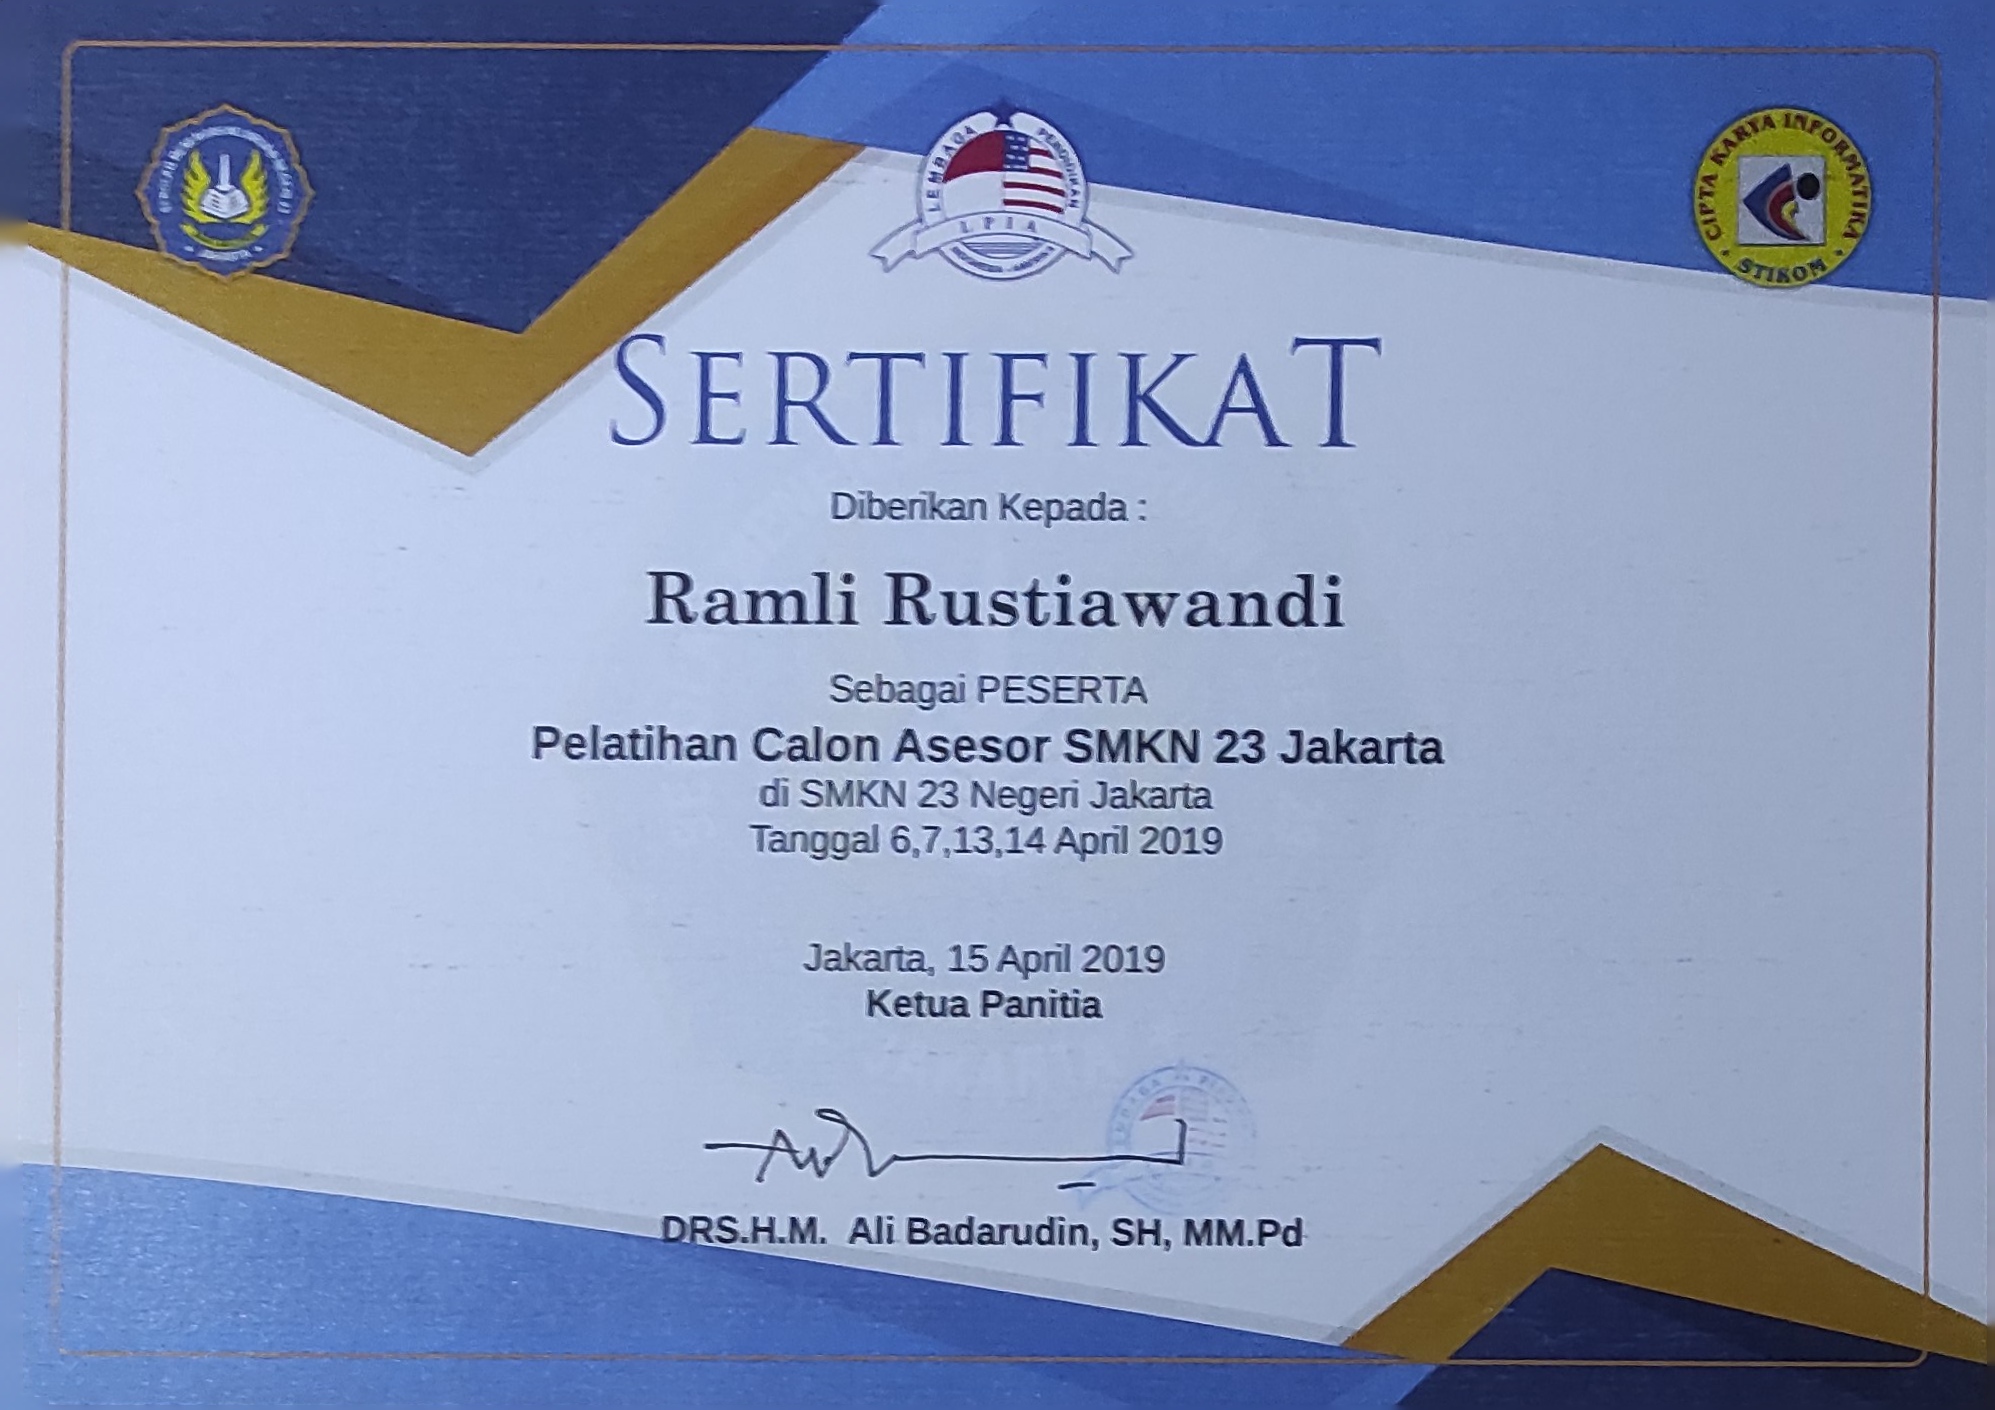 LEMBAGA PENDIDIKAN
LPIA
CIPTA KARYA INFORMATIKA
STIKOM
SERTIFIKAT
Diberikan Kepada :
Ramli Rustiawandi
Sebagai PESERTA
Pelatihan Calon Asesor SMKN 23 Jakarta
di SMKN 23 Negeri Jakarta
Tanggal 6,7,13,14 April 2019
Jakarta, 15 April 2019
Ketua Panitia
DRS.H.M. Ali Badarudin, SH, MM.Pd